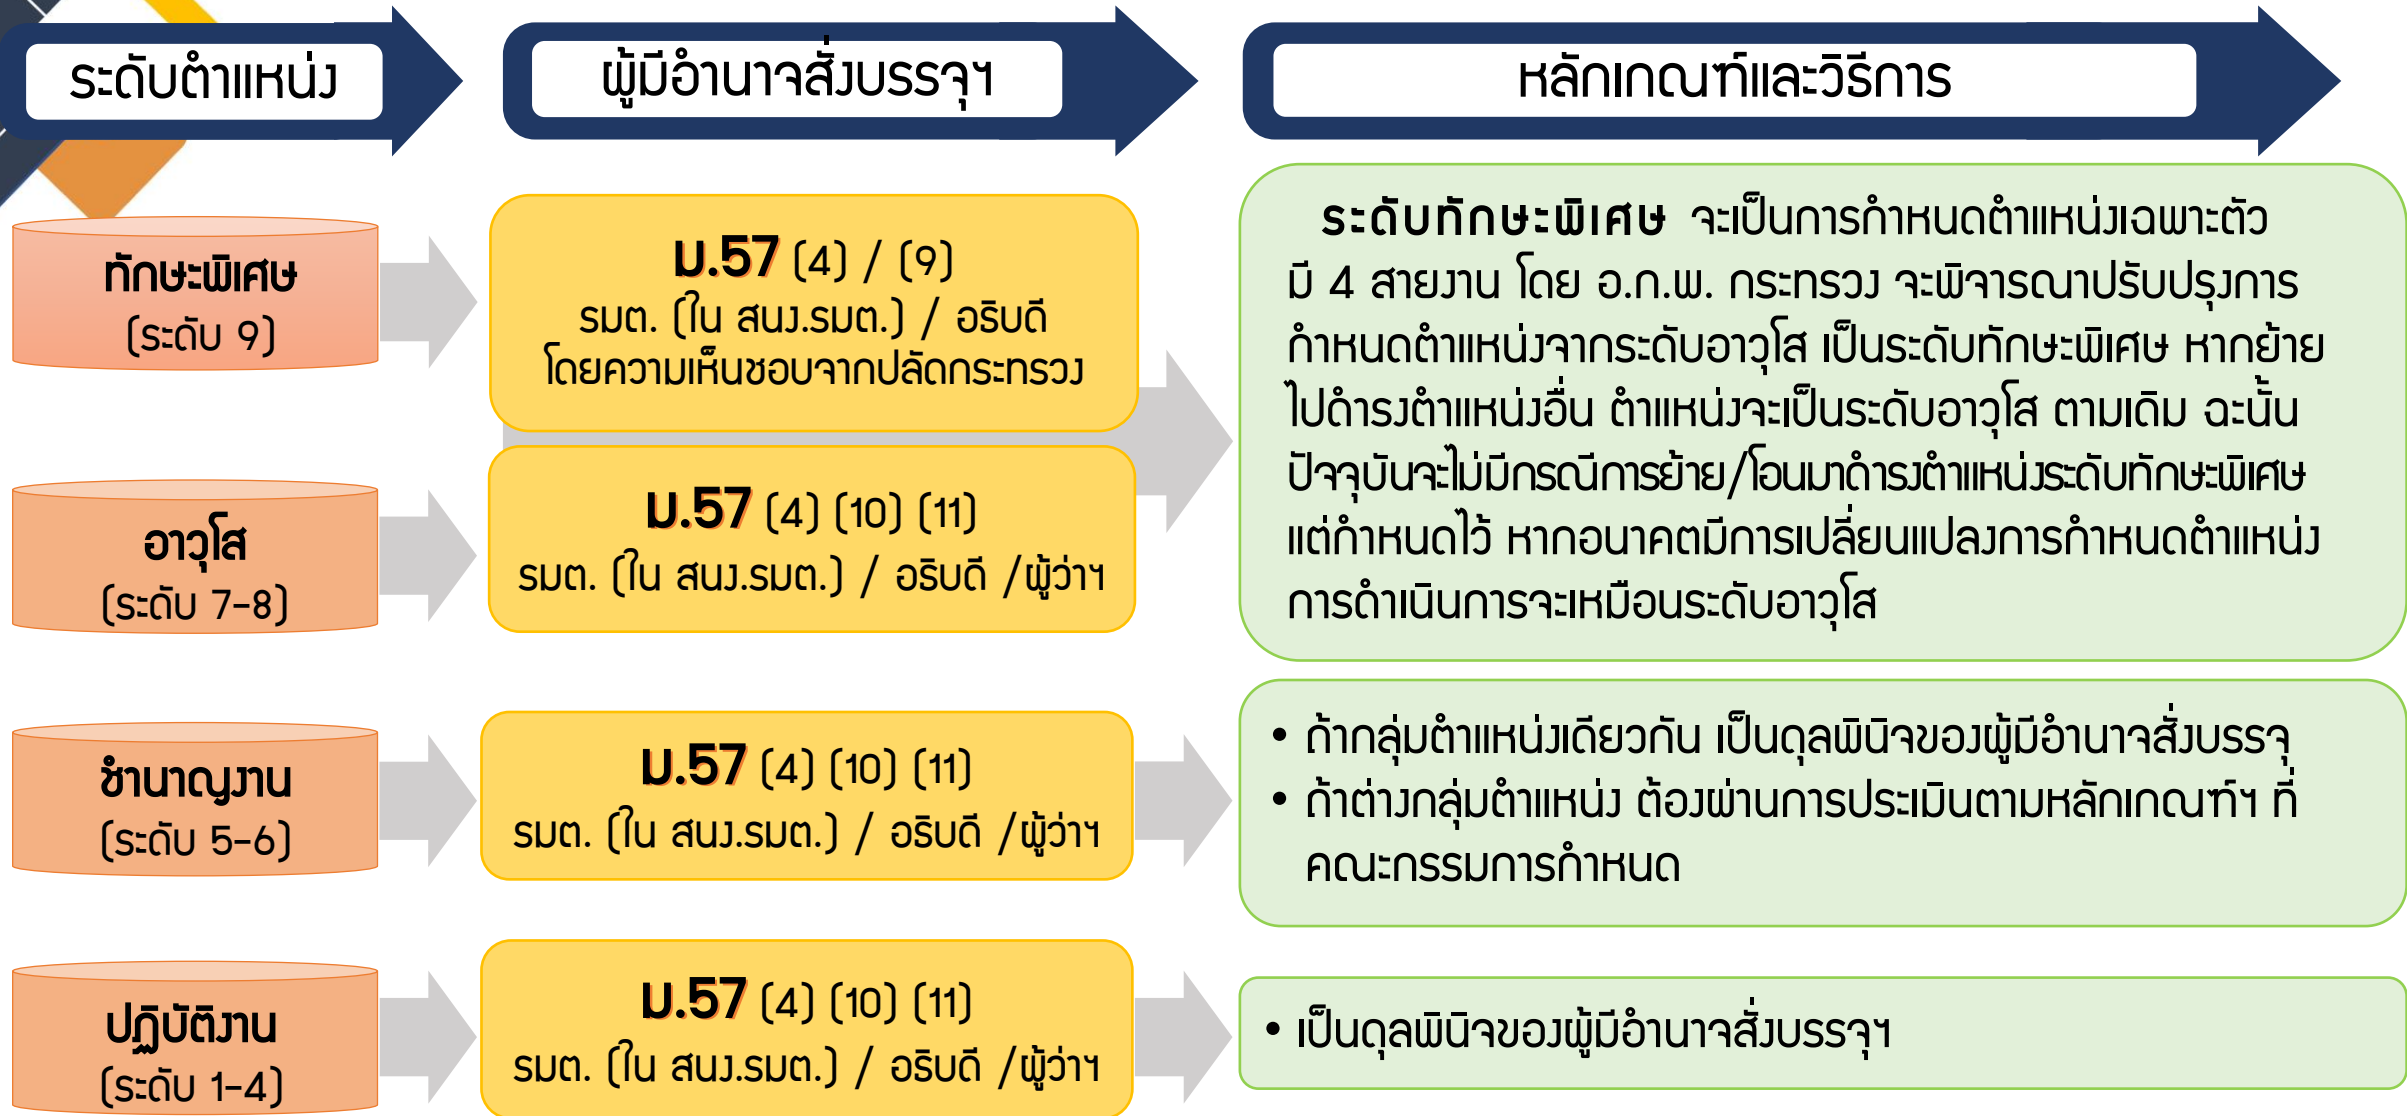 ระดับตำแหน่ง
ผู้มีอำนาจสั่งบรรจุฯ
หลักเกณฑ์และวิธีการ
ทักษะพิเศษ
(ระดับ 9)
ม.57 (4) / (9)
รมต. (ใน สนง.รมต.) / อธิบดี
โดยความเห็นชอบจากปลัดกระทรวง
อาวุโส
(ระดับ 7-8)
ม.57 (4) (10) (11)
รมต. (ใน สนง.รมต.) / อธิบดี /ผู้ว่าฯ
ระดับทักษะพิเศษ จะเป็นการกำหนดตำแหน่งเฉพาะตัว
มี 4 สายงาน โดย อ.ก.พ. กระทรวง จะพิจารณาปรับปรุงการ
กำหนดตำแหน่งจากระดับอาวุโส เป็นระดับทักษะพิเศษ หากย้าย
ไปดำรงตำแหน่งอื่น ตำแหน่งจะเป็นระดับอาวุโส ตามเดิม ฉะนั้น
ปัจจุบันจะไม่มีกรณีการย้าย/โอนมาดำรงตำแหน่งระดับทักษะพิเศษ
แต่กำหนดไว้ หากอนาคตมีการเปลี่ยนแปลงการกำหนดตำแหน่ง
การดำเนินการจะเหมือนระดับอาวุโส
ชำนาญงาน
(ระดับ 5-6)
ม.57 (4) (10) (11)
รมต. (ใน สนง.รมต.) / อธิบดี /ผู้ว่าฯ
• ถ้ากลุ่มตำแหน่งเดียวกัน เป็นดุลพินิจของผู้มีอำนาจสั่งบรรจุ
• ถ้าต่างกลุ่มตำแหน่ง ต้องผ่านการประเมินตามหลักเกณฑ์ฯ ที่
คณะกรรมการกำหนด
ปฏิบัติงาน
(ระดับ 1-4)
ม.57 (4) (10) (11)
รมต. (ใน สนง.รมต.) / อธิบดี /ผู้ว่าฯ
• เป็นดุลพินิจของผู้มีอำนาจสั่งบรรจุฯ